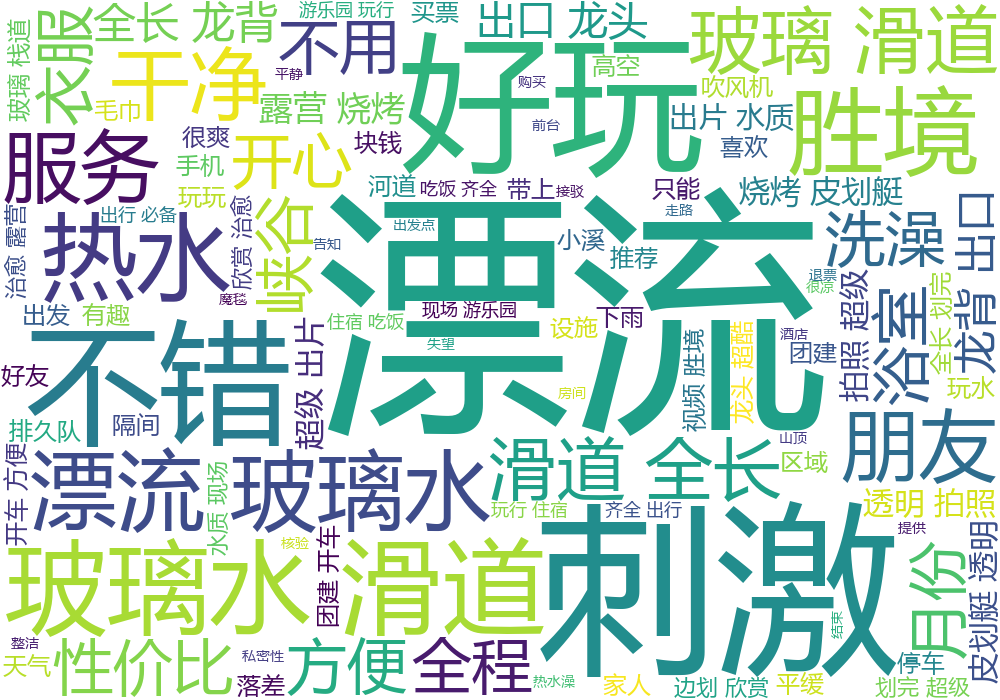 全长 龙背
游乐园 玩行
买票
出口 龙头
玻璃 滑道
衣服
玻璃 栈道
干净
不用
平静
好玩
购买
高空
吹风机
毛巾
露营 烧烤
前台
出片 水质
胜境
服务
很爽
块钱
喜欢
手机
开心
玩玩
河道
吃饭 齐全
带上
接驳
只能
烧烤 皮划艇
治愈 露营
出行 必备
热水
欣赏 治愈
峡谷
告知
出发点
漂流
小溪
推荐
走路
洗澡
出口
退票
很凉
魔毯
现场 游乐园
下雨
拍照 超级
浴室
全长 划完
龙背
出发
有趣
不错
超级 出片
住宿 吃饭
失望
设施
视频 胜境
龙头 超酷
酒店
团建
好友
房间
玩水
排久队
隔间
朋友
山顶
开车 方便
漂流
水质 现场
玻璃水
滑道 全长
区域
玩行 住宿
齐全 出行
透明 拍照
提供
玻璃水 滑道
核验
团建 开车
刺激
月份
皮划艇 透明
结束
整洁
天气
性价比
私密性
落差
方便
全程
热水澡
家人
边划 欣赏
平缓
停车
划完 超级